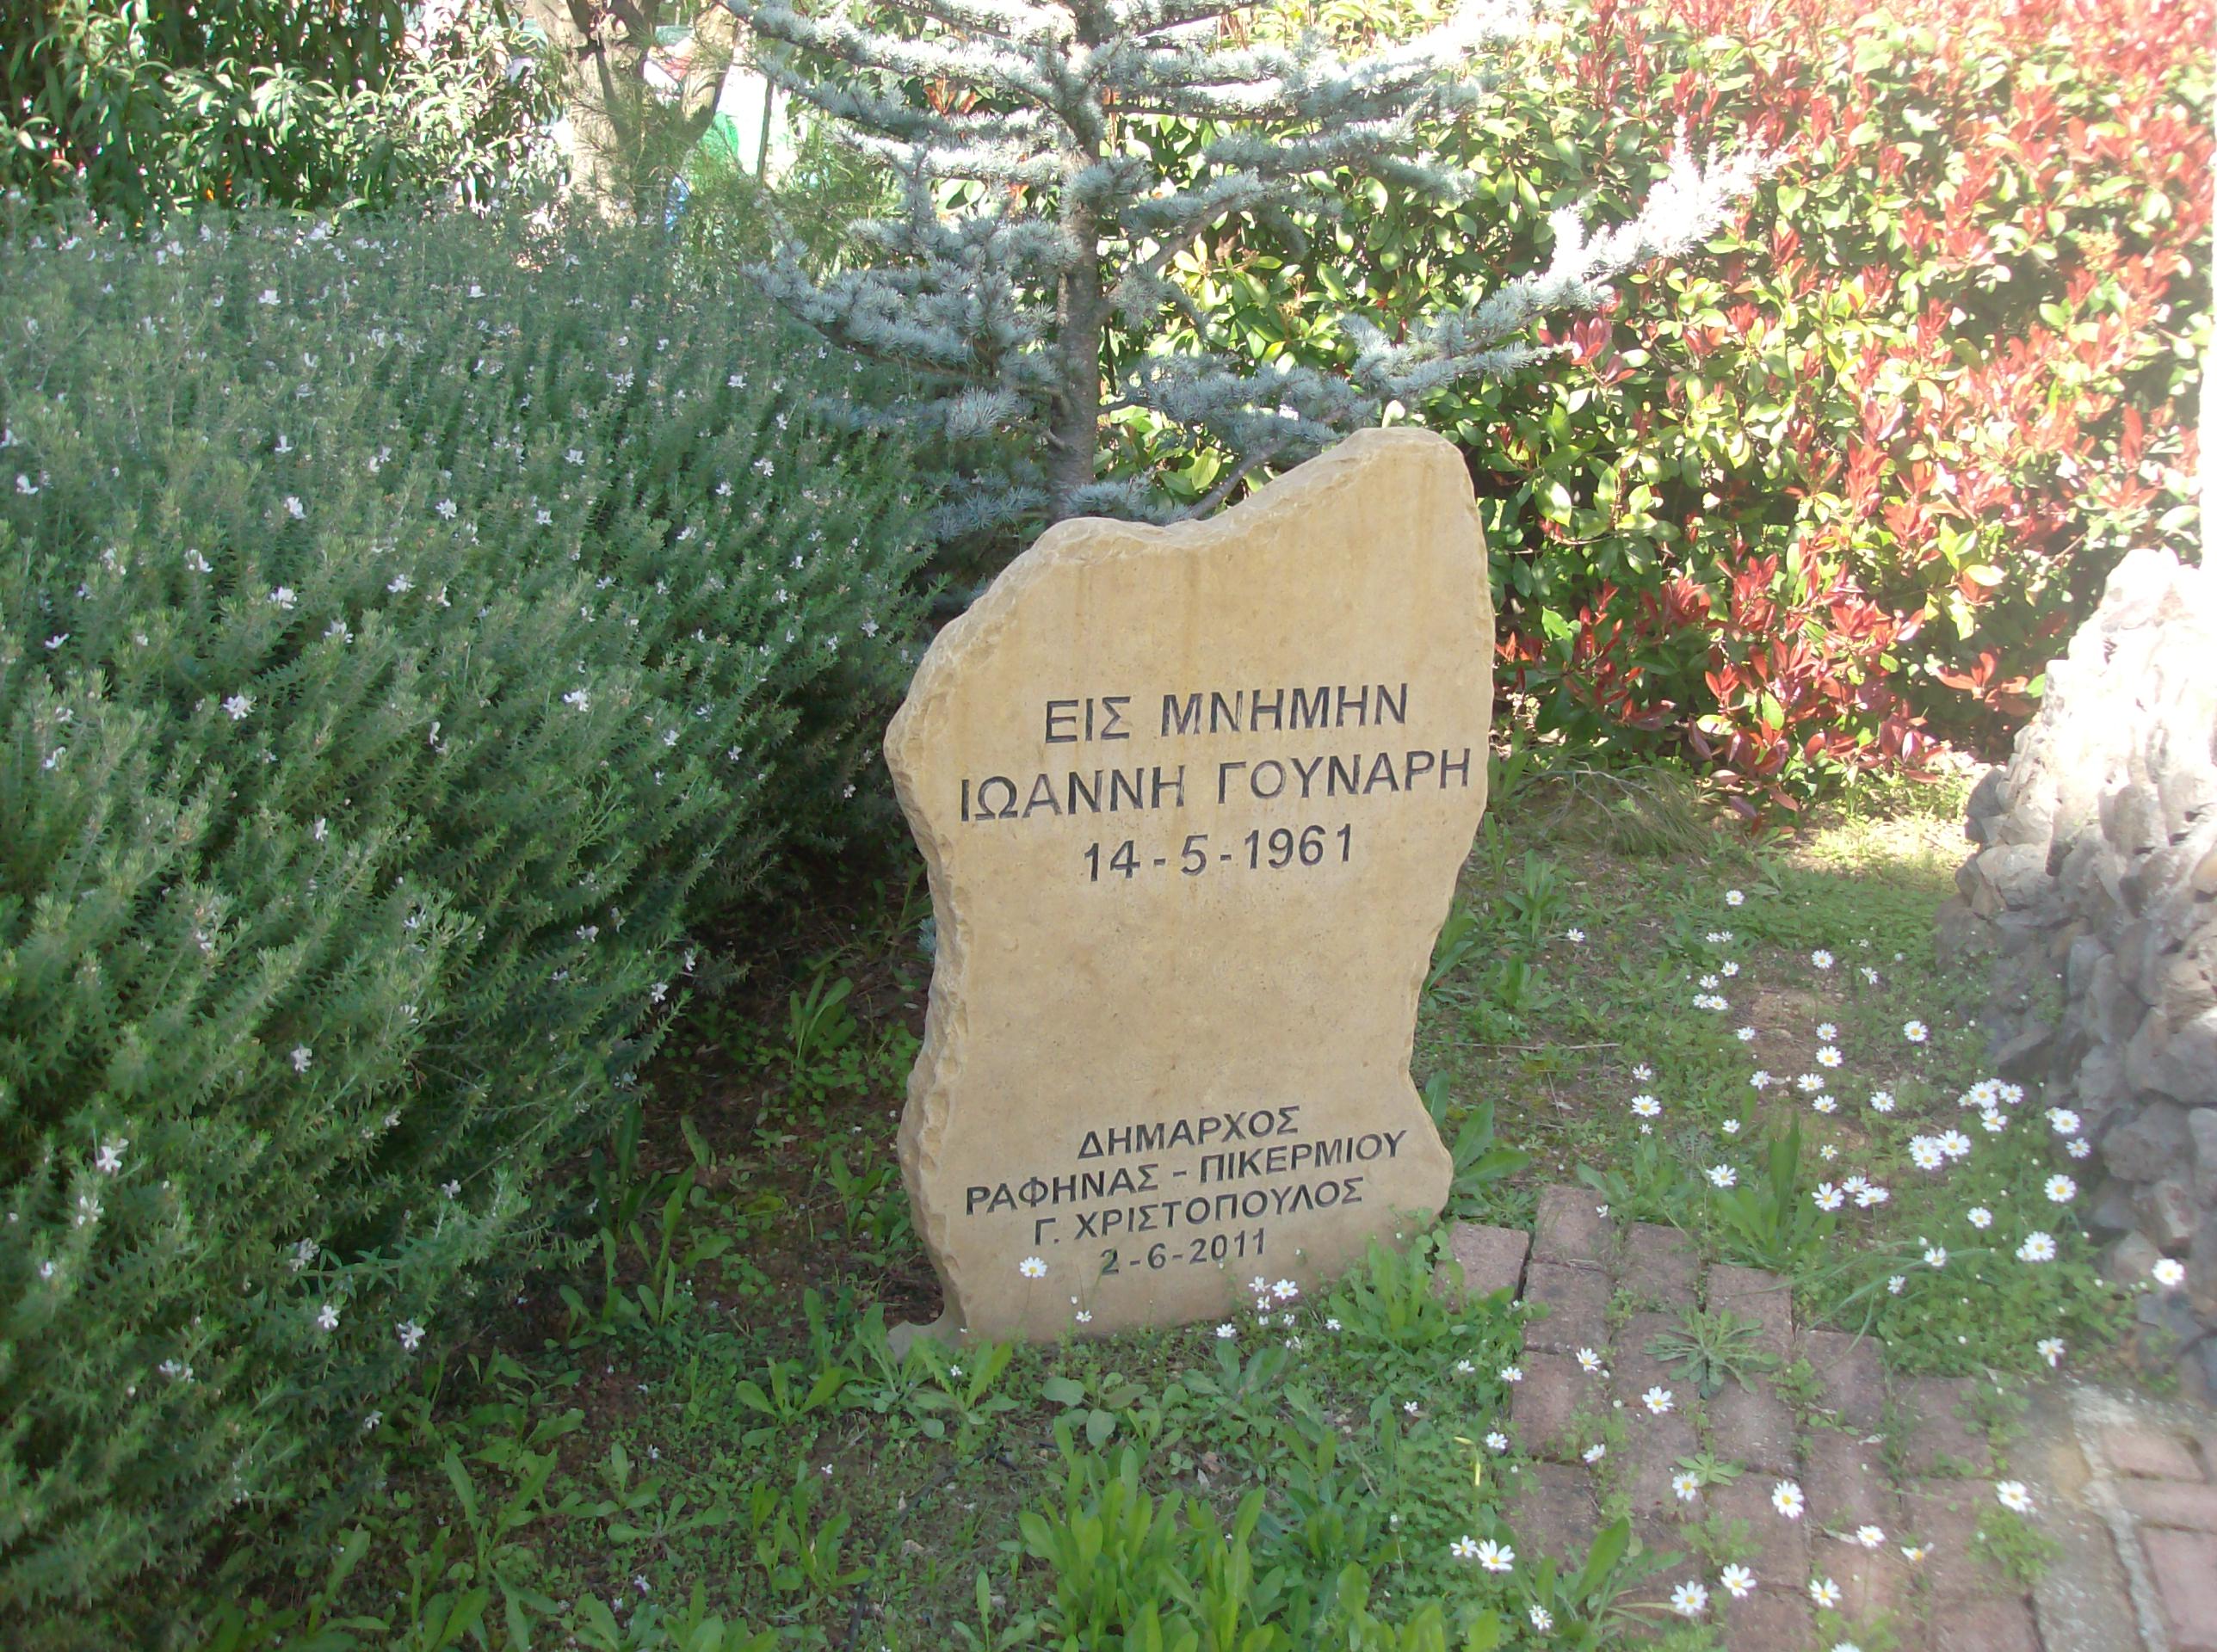 ΕΙΣ ΜΝΗΜΗΝ
ΙΩΑΝΝΗ ΓΟΥΝΑΡΗ
14-5-1961
ΔΗΜΑΡΧΟΣ
ΡΑΦΗΝΑΣ - ΠΙΚΕΡΜΙΟΥ
Γ. ΧΡΙΣΤΟΠΟΥΛΟΣ
2-6-2011